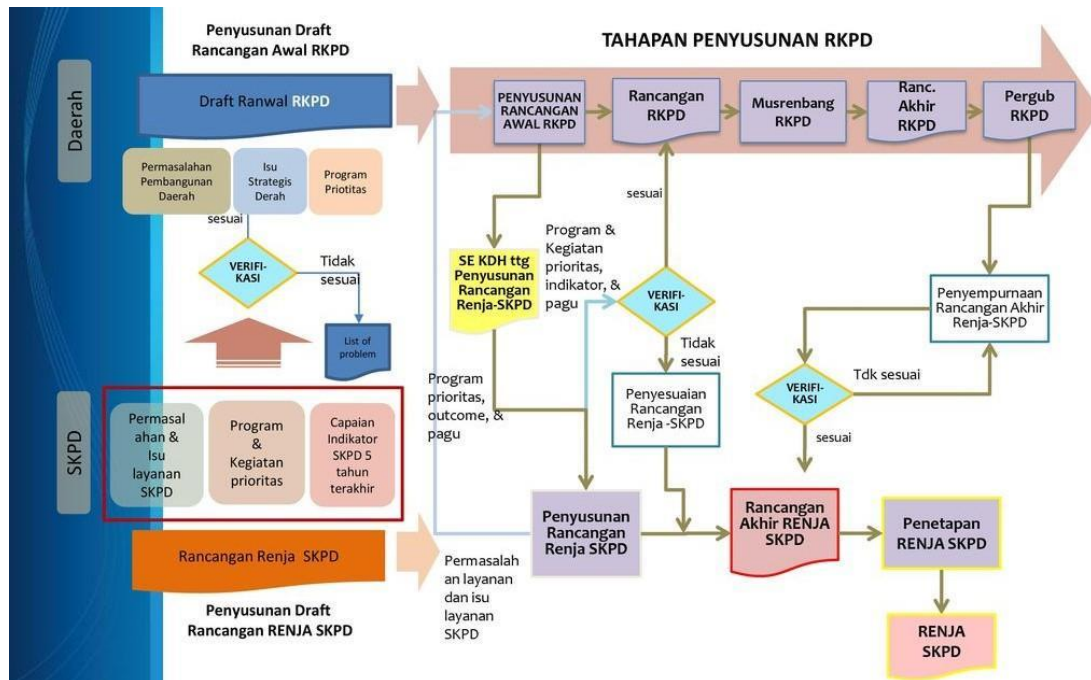 Penyusunan Draft
Rancangan Awal RKPD
TAHAPAN PENYUSUNAN RKPD
Daerah
Draft Ranwal RKPD
PENYUSUNAN
RANCANGAN
AWAL RKPD
Rancangan
RKPD
Musrenbang
RKPD
Ranc.
Akhir
RKPD
Pergub
RKPD
Permasalahan
Pembangunan
Daerah
Isu
Strategis
Derah
Program
Priotitas
sesuai
VERIFI-
KASI
Tidak
sesuai
List of
problem
SE KDH ttg
Penyusunan
Rancangan
Renja-SKPD
Program &
Kegiatan
prioritas,
indikator, &
pagu
sesuai
VERIFI-
KASI
Tidak
sesuai
Penyesuaian
Rancangan
Renja -SKPD
Penyempurnaan
Rancangan Akhir
Renja-SKPD
VERIFI-
KASI
Tdk sesuai
sesuai
Program
prioritas,
outcome, &
pagu
SKPD
Permasal
ahan &
Isu
layanan
SKPD
Program
&
Kegiatan
prioritas
Capaian
Indikator
SKPD 5
tahun
terakhir
Rancangan Renja SKPD
Penyusunan Draft
Rancangan RENJA SKPD
Permasalah
an layanan
dan isu
layanan
SKPD
Penyusunan
Rancangan
Renja SKPD
Rancangan
Akhir RENJA
SKPD
Penetapan
RENJA SKPD
RENJA
SKPD